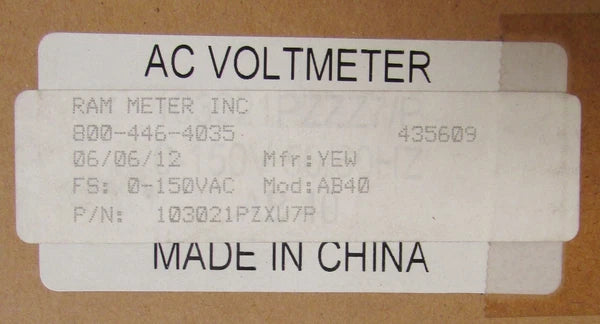 AC VOLTMETER
RAM METER INC
800-446-4035 435609
06/06/12 Mfr:YEW
FS: 0-150VAC Mod:AB40
P/N: 103021PZXU7P
MADE IN CHINA